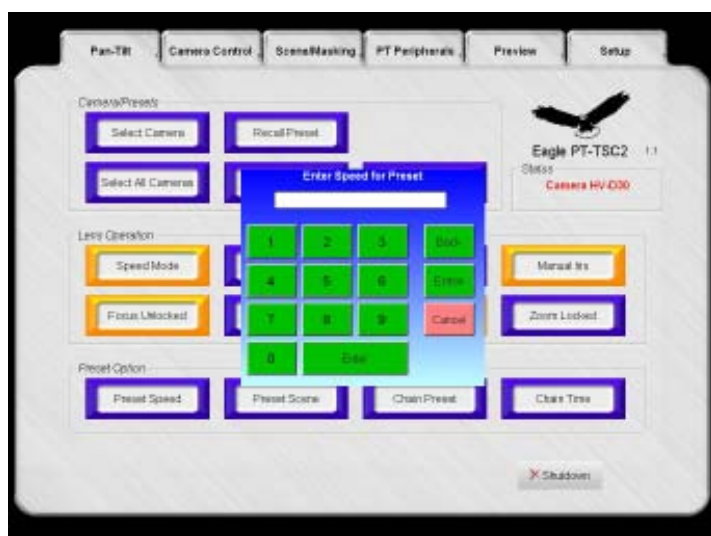 Pan-Tilt Camera Control Scene/Masking PT Peripherals Preview Setup
Camera/Presets
Select Camera Recall Preset
Eagle PT-TSC2 1.1
Status
Camera HV-D30
Select All Cameras
Enter Speed for Preset
Lens Operation
1 2 3
Speed Mode Manual Iris
4 5 6
Focus Unlocked 7 8 9 Cancel Zoom Locked
0 Enter
Preset Option
Preset Speed Preset Scene Chain Preset Chain Time
Shutdown